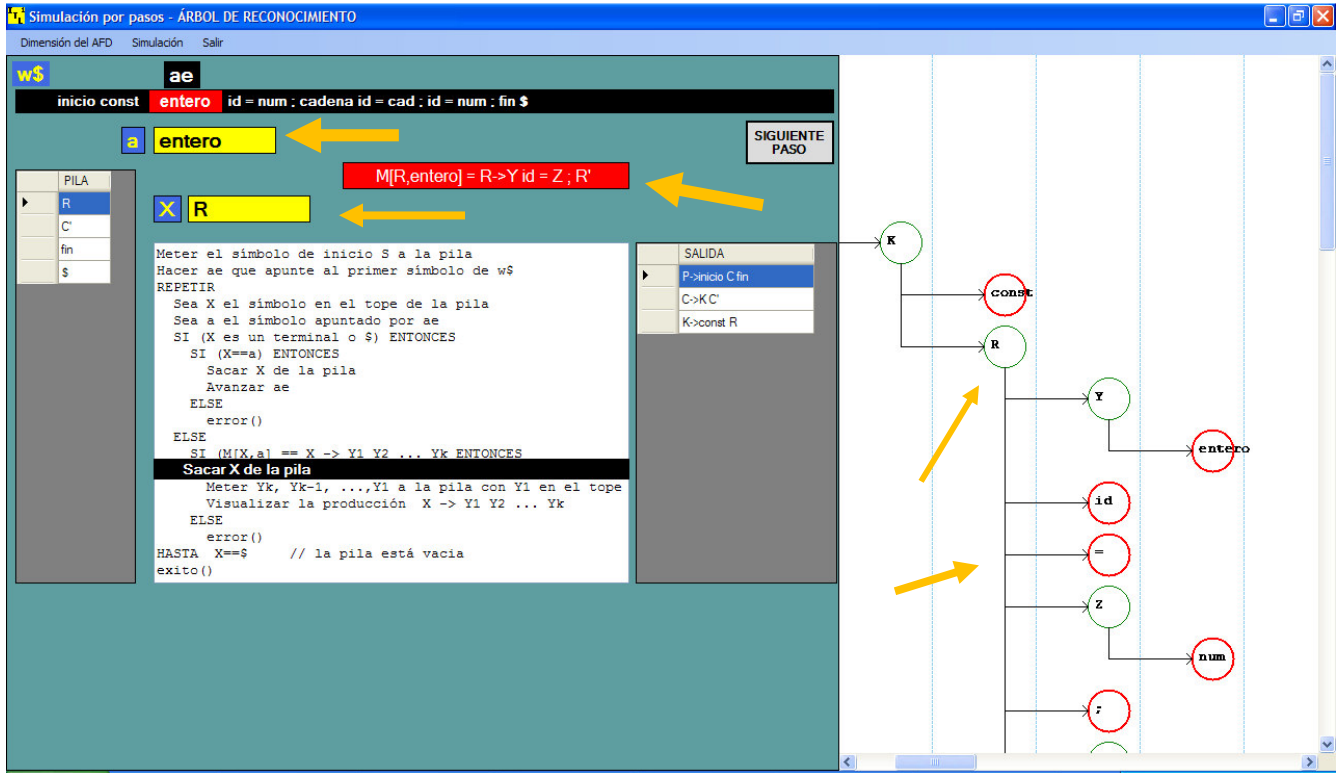 Simulación por pasos - ÁRBOL DE RECONOCIMIENTO
Dimensión del AFD Simulación Salir
w$ ae
inicio const entero id = num ; cadena id = cad ; id = num ; fin $
a entero
SIGUIENTE
PASO
M[R,entero] = R->Y id = Z ; R'
X R
PILA
R
C'
fin
$
Meter el símbolo de inicio S a la pila
Hacer ae que apunte al primer símbolo de w$
REPETIR
Sea X el símbolo en el tope de la pila
Sea a el símbolo apuntado por ae
SI (X es un terminal o $) ENTONCES
SI (X==a) ENTONCES
Sacar X de la pila
Avanzar ae
ELSE
error()
ELSE
SI (M[X,a] == X -> Y1 Y2 ... Yk ENTONCES
Sacar X de la pila
Meter Yk, Yk-1, ...,Y1 a la pila con Y1 en el tope
Visualizar la producción X -> Y1 Y2 ... Yk
ELSE
error()
HASTA X==$ // la pila está vacia
exito()
SALIDA
P->inicio C fin
C->K C'
K->const R
K
const
R
Y
entero
id
=
Z
num
;